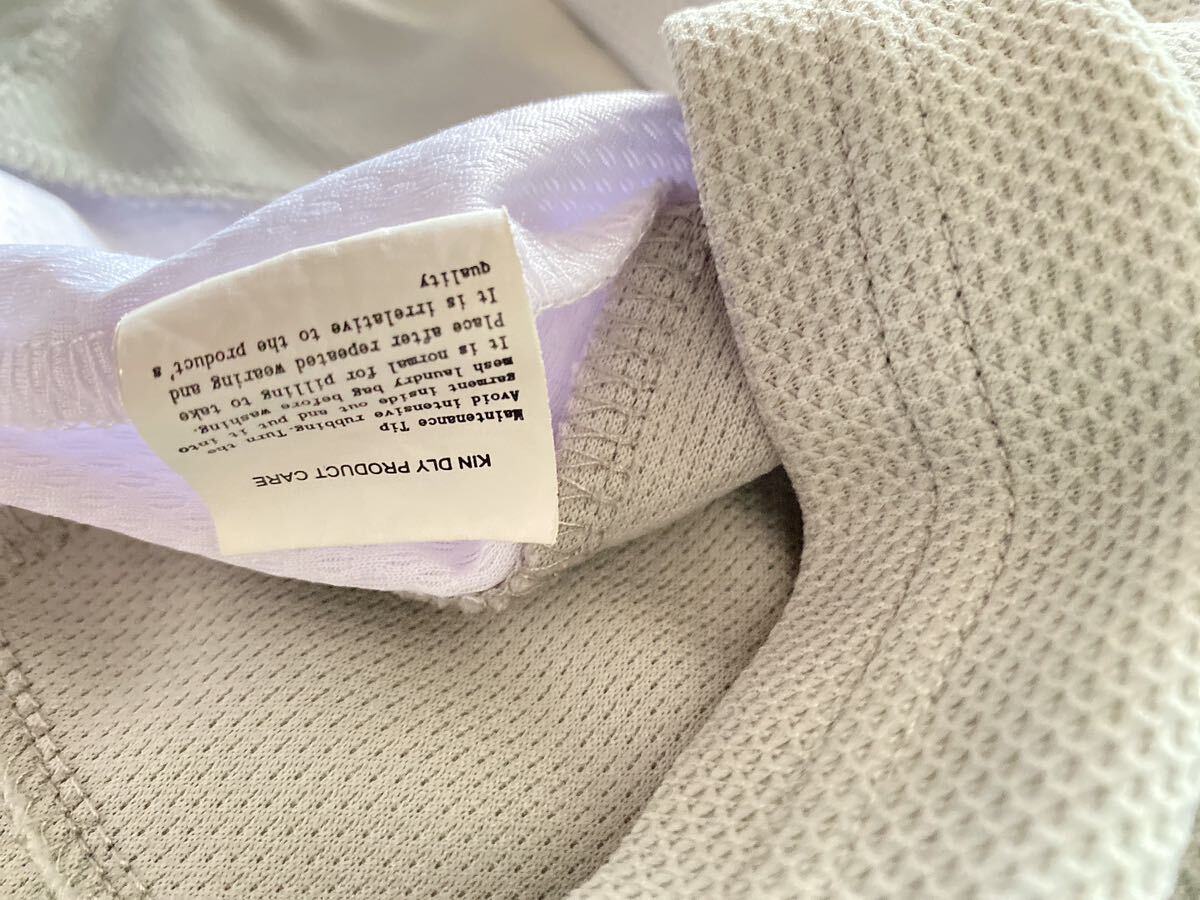 KIN DLY PRODUCT CARE
Maintenance Tip
Avoid intensive rubbing.Turn the
garment inside out and put it into
mesh laundry bag before washing.
It is normal for pilling to take
Place after repeated wearing and
It is irrelative to the product's
quality